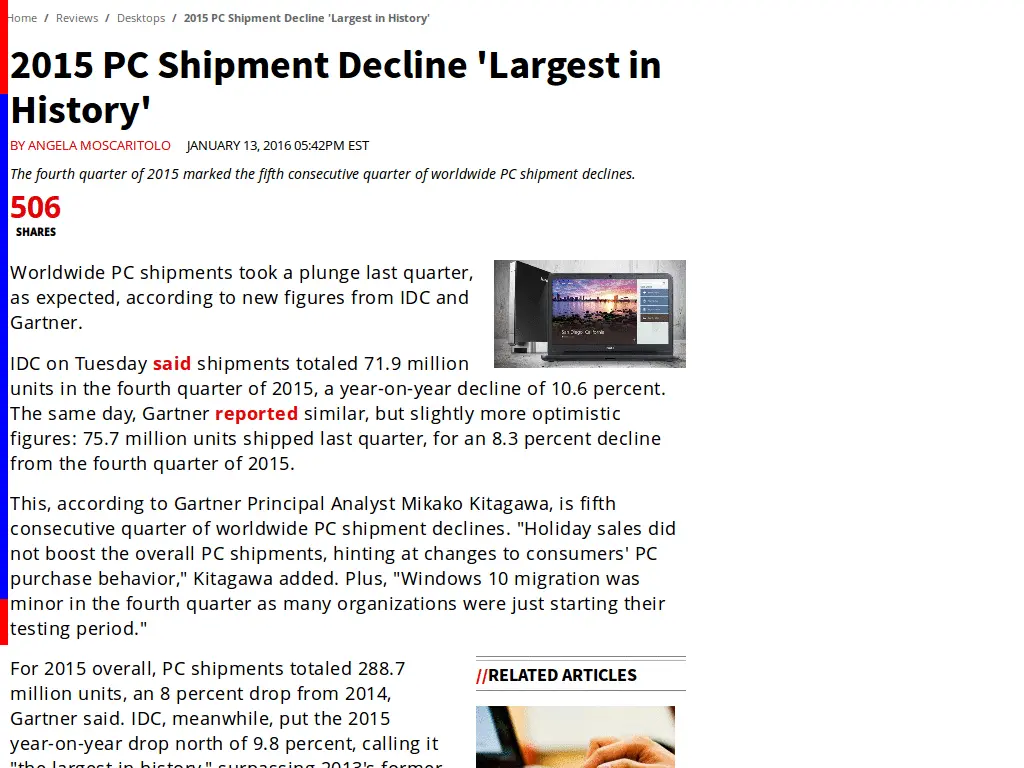 Home / Reviews / Desktops / 2015 PC Shipment Decline 'Largest in History'
2015 PC Shipment Decline 'Largest in
History'
BY ANGELA MOSCARITOLO JANUARY 13, 2016 05:42PM EST
The fourth quarter of 2015 marked the fifth consecutive quarter of worldwide PC shipment declines.
506
SHARES
Worldwide PC shipments took a plunge last quarter,
as expected, according to new figures from IDC and
Gartner.
San Diego, California
IDC on Tuesday said shipments totaled 71.9 million
units in the fourth quarter of 2015, a year-on-year decline of 10.6 percent.
The same day, Gartner reported similar, but slightly more optimistic
figures: 75.7 million units shipped last quarter, for an 8.3 percent decline
from the fourth quarter of 2015.
This, according to Gartner Principal Analyst Mikako Kitagawa, is fifth
consecutive quarter of worldwide PC shipment declines. "Holiday sales did
not boost the overall PC shipments, hinting at changes to consumers' PC
purchase behavior," Kitagawa added. Plus, "Windows 10 migration was
minor in the fourth quarter as many organizations were just starting their
testing period."
For 2015 overall, PC shipments totaled 288.7
million units, an 8 percent drop from 2014,
Gartner said. IDC, meanwhile, put the 2015
year-on-year drop north of 9.8 percent, calling it
"the largest in history," surpassing 2013's former
//RELATED ARTICLES